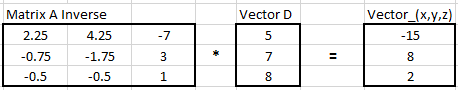 Matrix A Inverse Vector D Vector_(x,y,z)
2.25 4.25 -7 5 -15
-0.75 -1.75 3 * 7 = 8
-0.5 -0.5 1 8 2